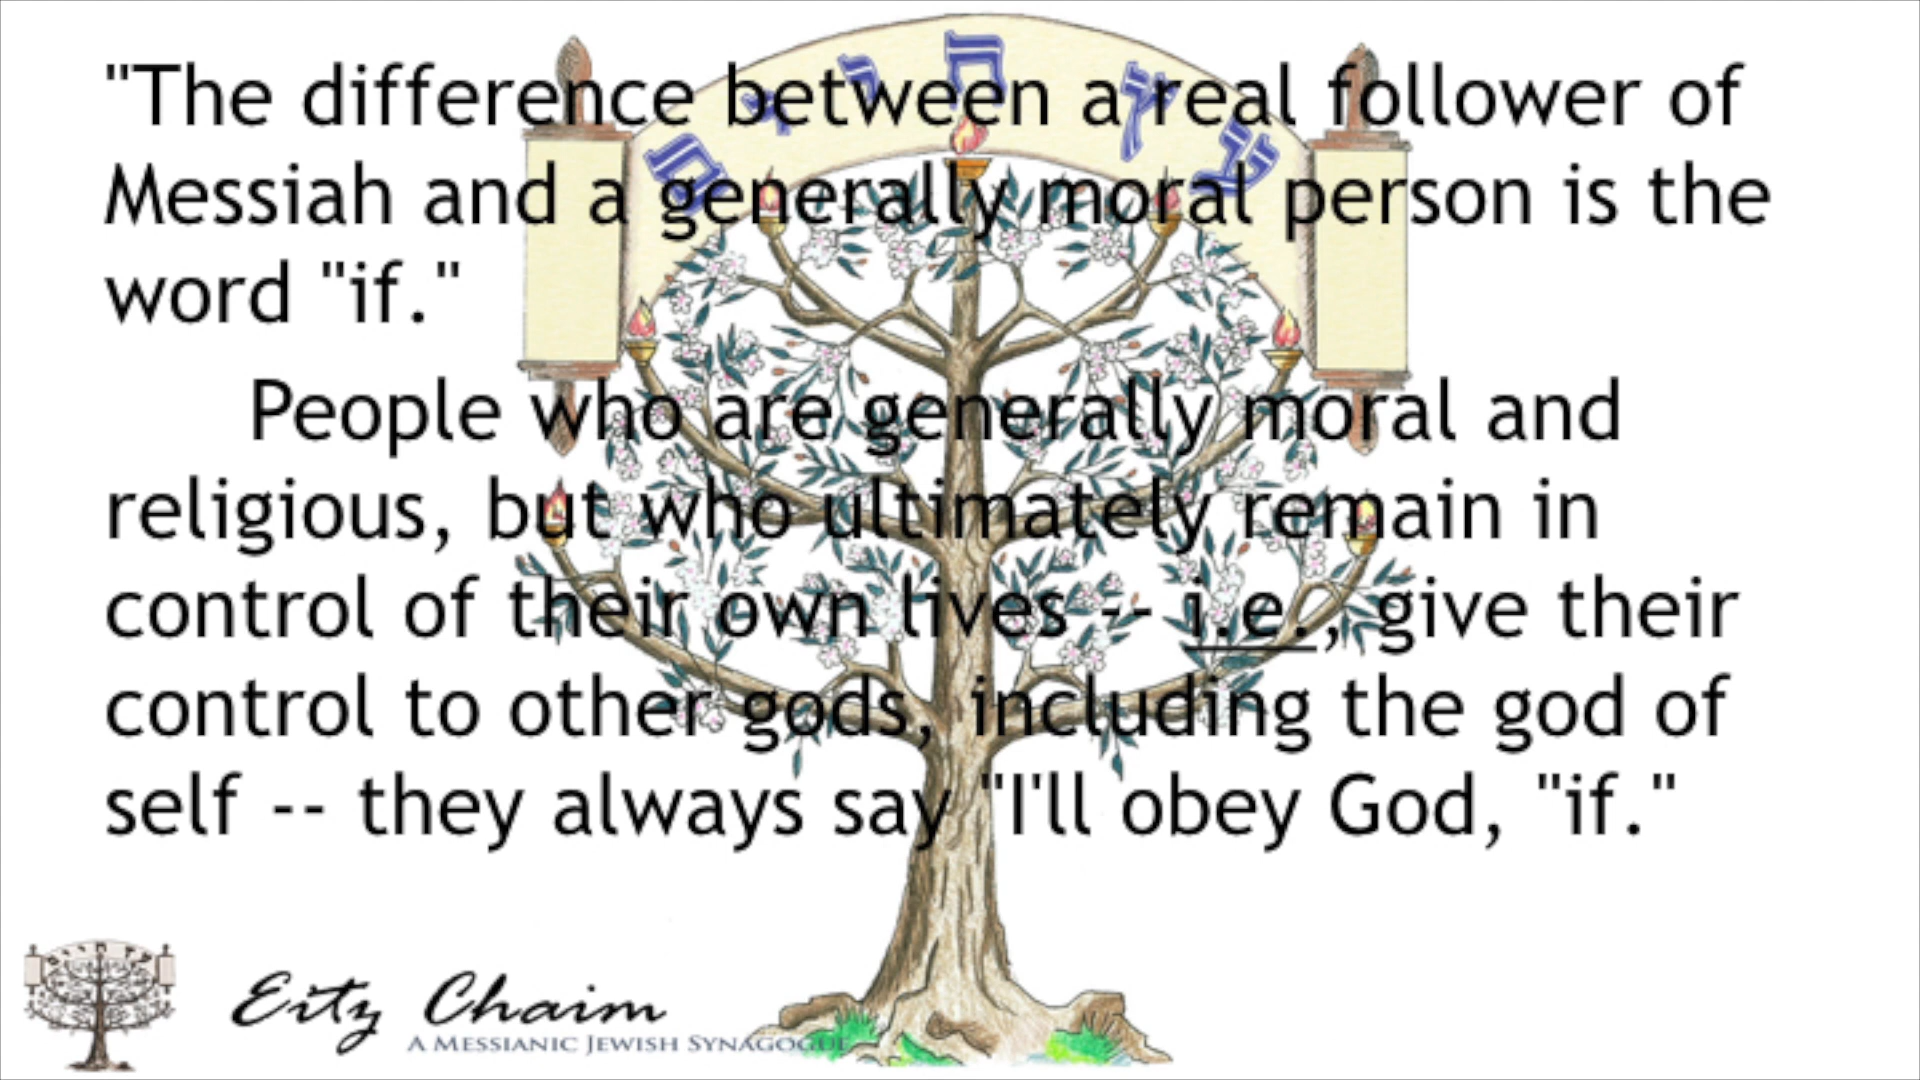 עץ חיים
"The difference between a real follower of
Messiah and a generally moral person is the
word "if."
People who are generally moral and
religious, but who ultimately remain in
control of their own lives -- i.e., give their
control to other gods, including the god of
self -- they always say "I'll obey God, "if."
Eitz Chaim
A MESSIANIC JEWISH SYNAGOGUE